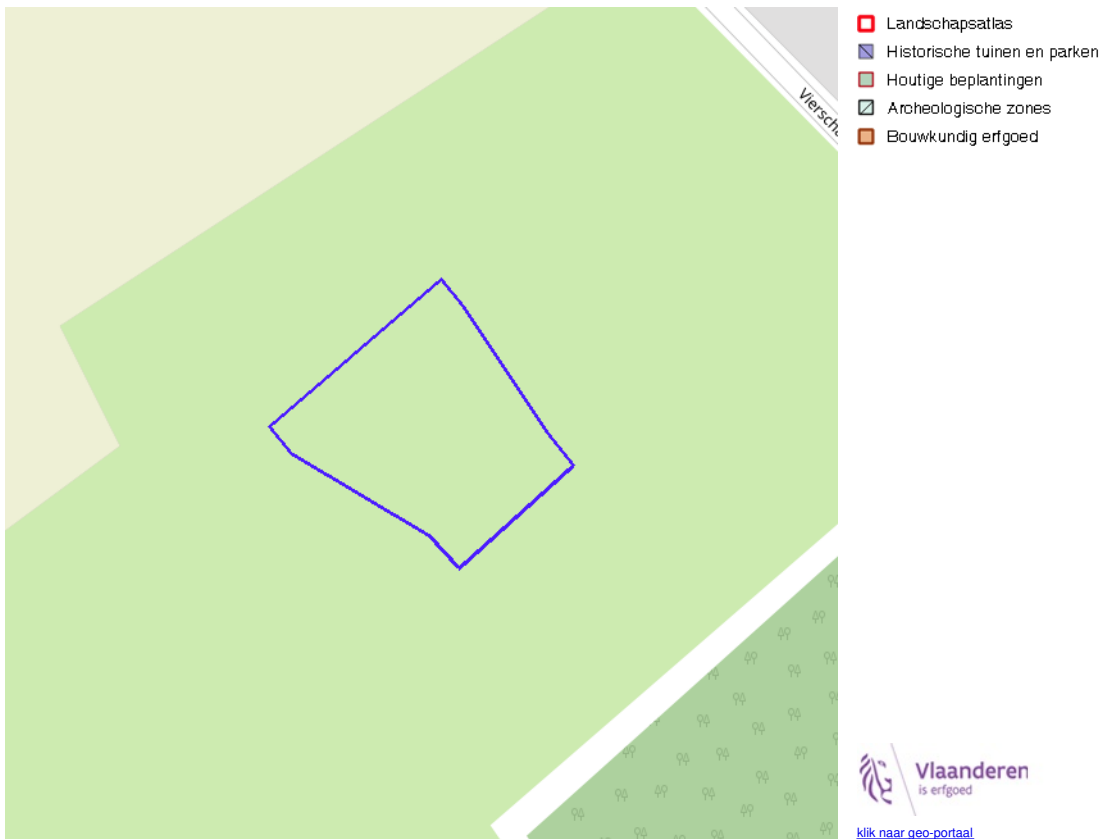 Landschapsatlas
Historische tuinen en parken
Houtige beplantingen
Archeologische zones
Bouwkundig erfgoed
Viersch
Vlaanderen
is erfgoed
klik naar geo-portaal